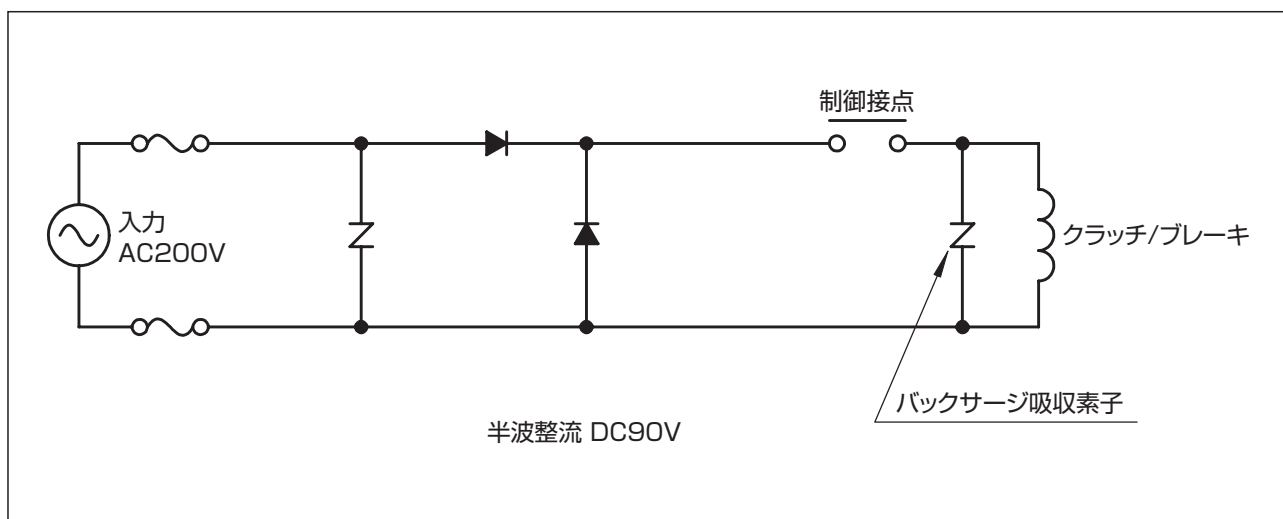 制御接点
入力
AC200V
クラッチ/ブレーキ
バックサージ吸収素子
半波整流 DC90V